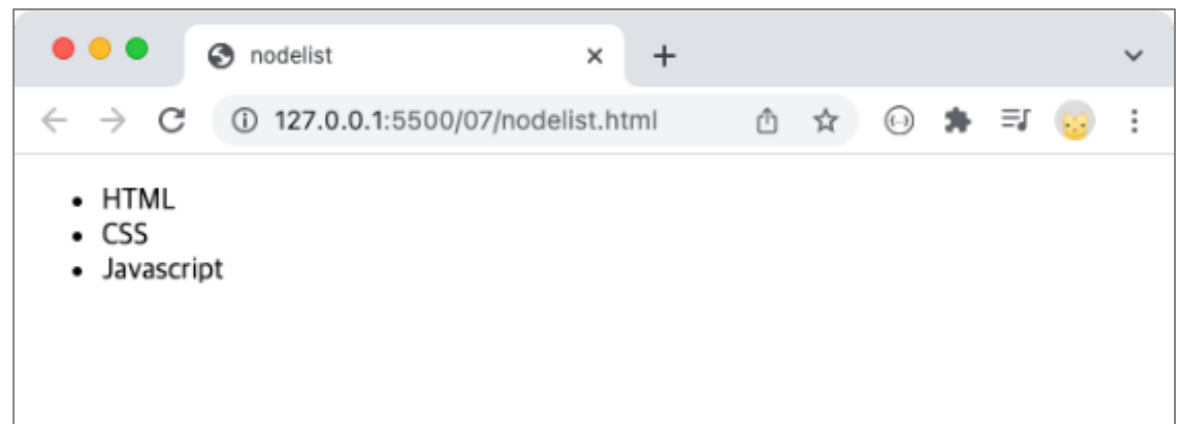 nodelist
127.0.0.1:5500/07/nodelist.html
• HTML
• CSS
• Javascript